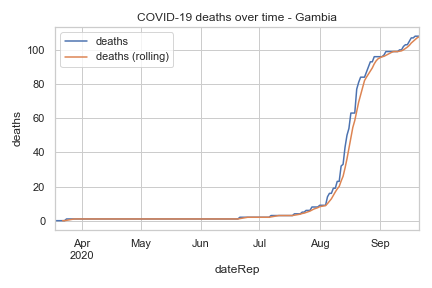 COVID-19 deaths over time - Gambia
deaths
deaths (rolling)
100
80
60
40
20
0
deaths
Apr
2020
May
Jun
Jul
Aug
Sep
dateRep